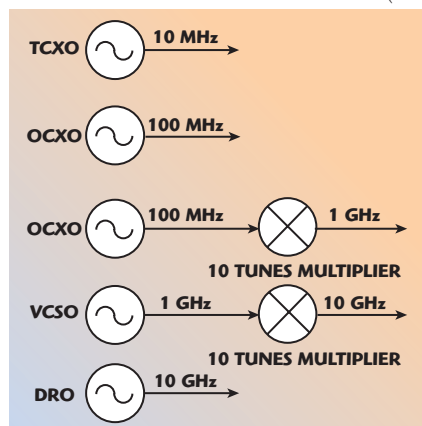 TCXO 10 MHz
OCXO 100 MHz
OCXO 100 MHz 1 GHz
10 TUNES MULTIPLIER
VCSO 1 GHz 10 GHz
10 TUNES MULTIPLIER
DRO 10 GHz